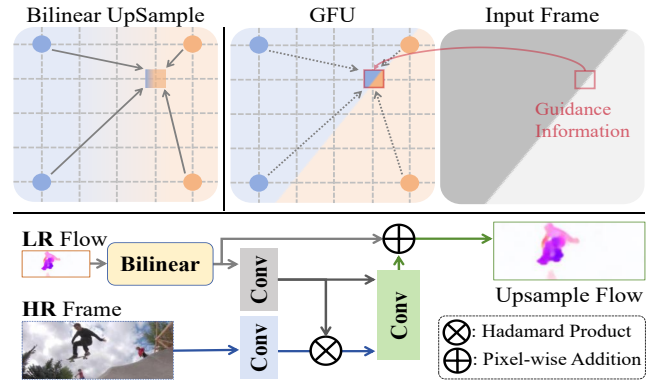 Bilinear UpSample
GFU
Input Frame
Guidance
Information
LR Flow
Bilinear
Conv
HR Frame
Conv
Conv
Upsample Flow
: Hadamard Product
: Pixel-wise Addition